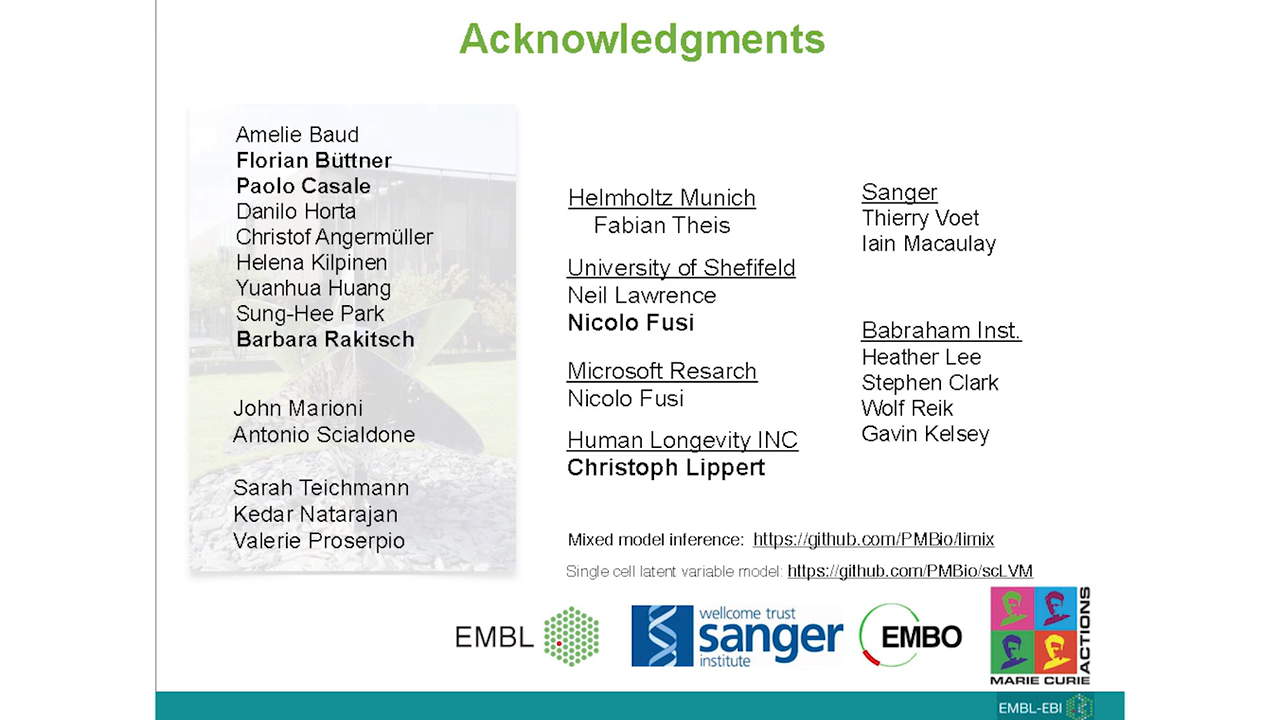 Acknowledgments
Amelie Baud
Florian Büttner
Paolo Casale
Danilo Horta
Christof Angermüller
Helena Kilpinen
Yuanhua Huang
Sung-Hee Park
Barbara Rakitsch
John Marioni
Antonio Scialdone
Sarah Teichmann
Kedar Natarajan
Valerie Proserpio
Helmholtz Munich
Fabian Theis
University of Shefifeld
Neil Lawrence
Nicolo Fusi
Microsoft Resarch
Nicolo Fusi
Human Longevity INC
Christoph Lippert
Sanger
Thierry Voet
Iain Macaulay
Babraham Inst.
Heather Lee
Stephen Clark
Wolf Reik
Gavin Kelsey
Mixed model inference: https://github.com/PMBio/limix
Single cell latent variable model: https://github.com/PMBio/scLVM
EMBL
wellcome trust
sanger
institute
EMBO
MARIE CURIE
ACTIONS
EMBL-EBI